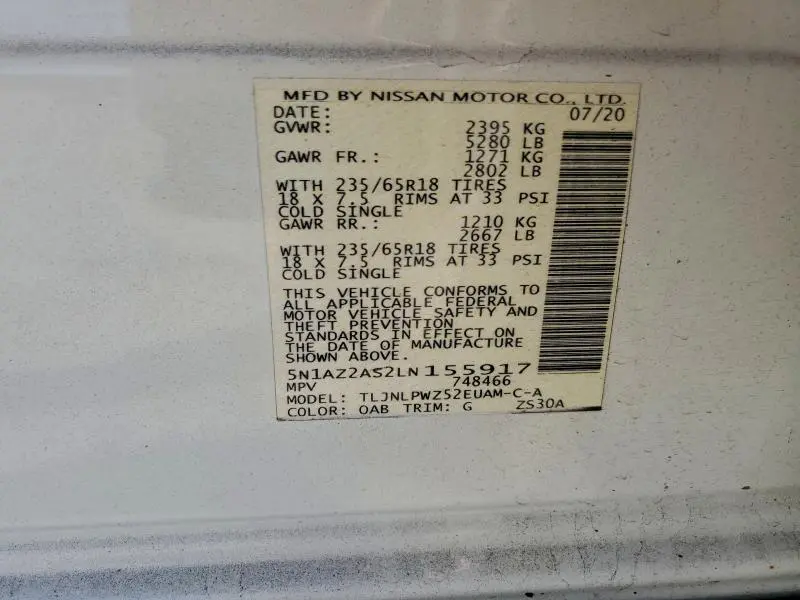 MFD BY NISSAN MOTOR CO., LTD.
DATE: 07/20
GVWR: 2395 KG
5280 LB
GAWR FR.: 1271 KG
2802 LB
WITH 235/65R18 TIRES
18 X 7.5 RIMS AT 33 PSI
COLD SINGLE
GAWR RR.: 1210 KG
2667 LB
WITH 235/65R18 TIRES
18 X 7.5 RIMS AT 33 PSI
COLD SINGLE
THIS VEHICLE CONFORMS TO
ALL APPLICABLE FEDERAL
MOTOR VEHICLE SAFETY AND
THEFT PREVENTION
STANDARDS IN EFFECT ON
THE DATE OF MANUFACTURE
SHOWN ABOVE.
5N1AZ2AS2LN155917
MPV 748466
MODEL: TLJNLPWZ52EUAM-C-A
COLOR: QAB TRIM: G ZS30A